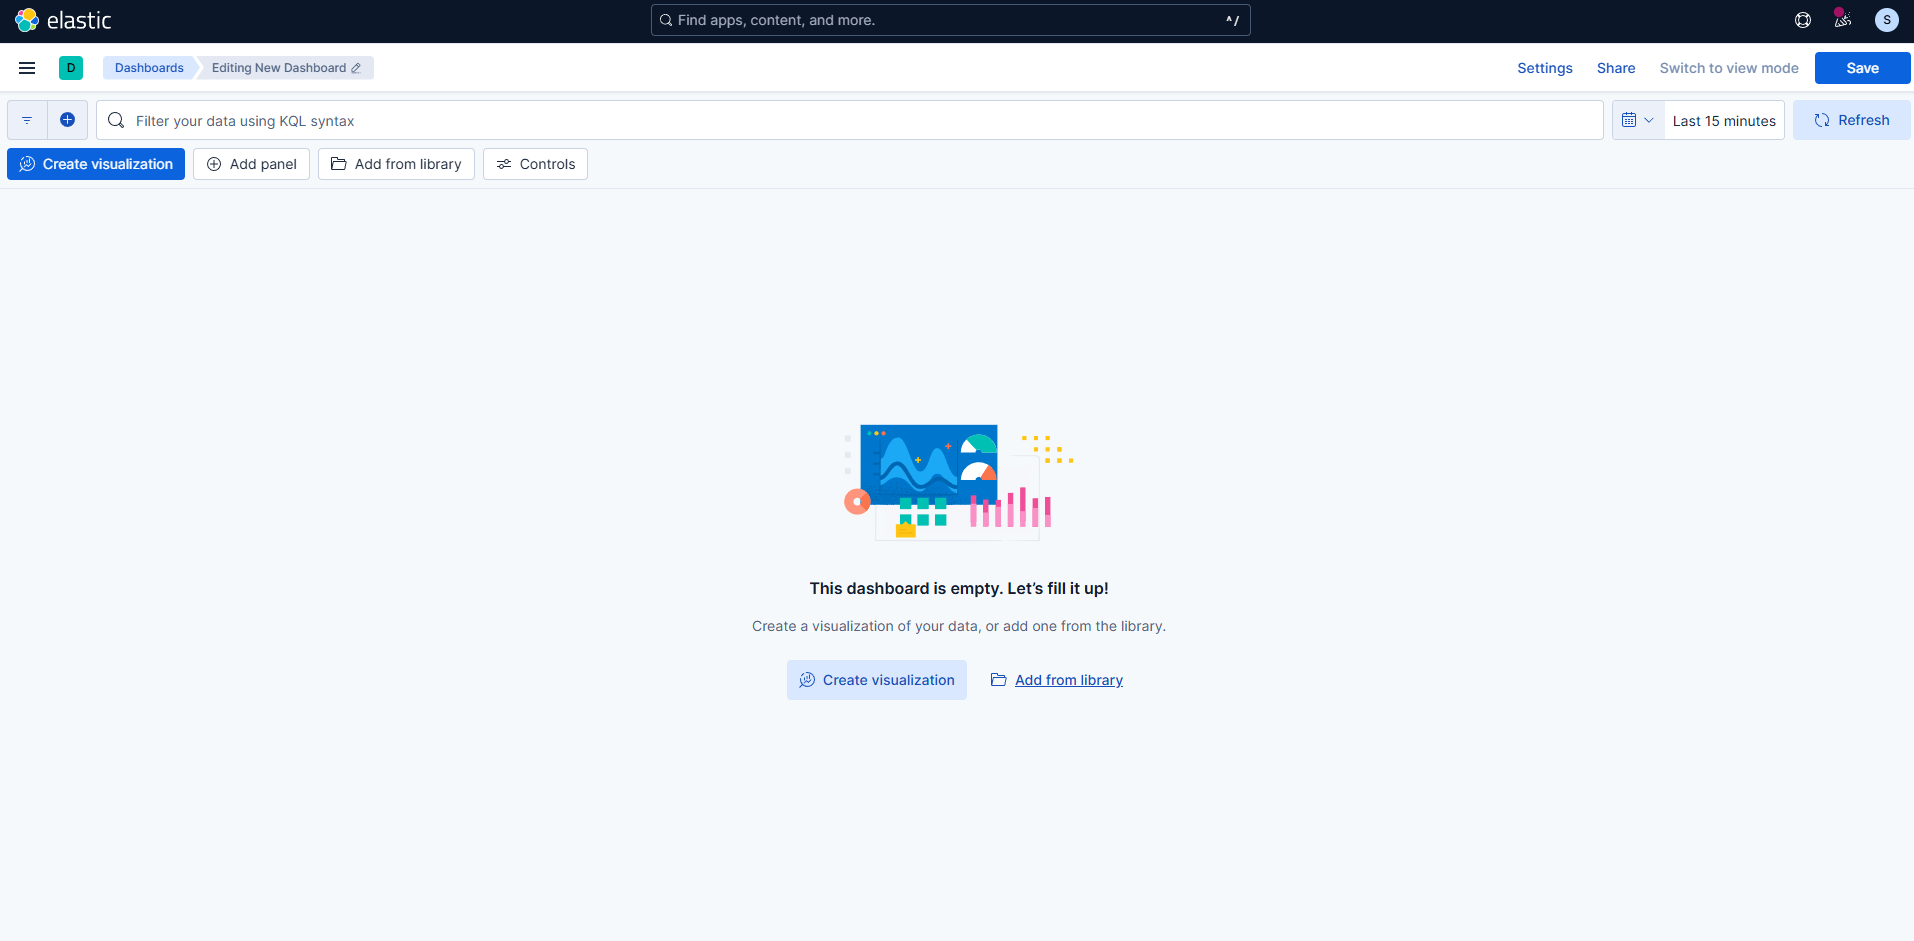 elastic
Find apps, content, and more.
^/
S
D
Dashboards
Editing New Dashboard
Settings
Share
Switch to view mode
Save
Filter your data using KQL syntax
Last 15 minutes
Refresh
Create visualization
Add panel
Add from library
Controls
This dashboard is empty. Let’s fill it up!
Create a visualization of your data, or add one from the library.
Create visualization
Add from library